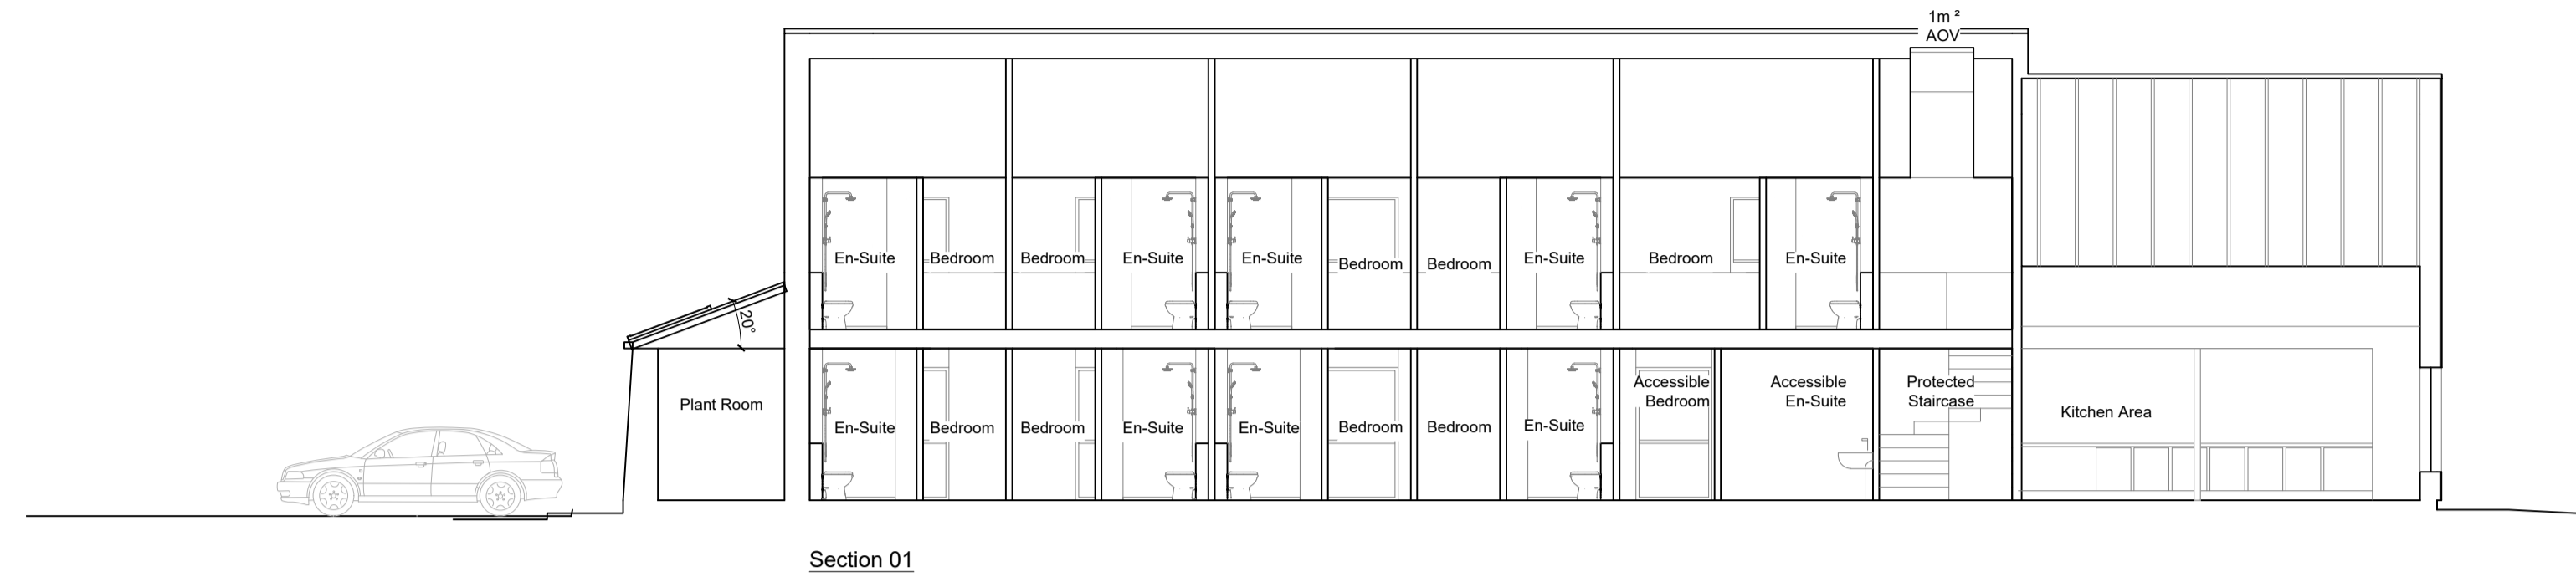 1m ²
AOV
En-Suite
Bedroom
Bedroom
En-Suite
En-Suite
Bedroom
Bedroom
En-Suite
Bedroom
En-Suite
20°
Plant Room
En-Suite
Bedroom
Bedroom
En-Suite
En-Suite
Bedroom
Bedroom
En-Suite
Accessible
Bedroom
Accessible
En-Suite
Protected
Staircase
Kitchen Area
Section 01